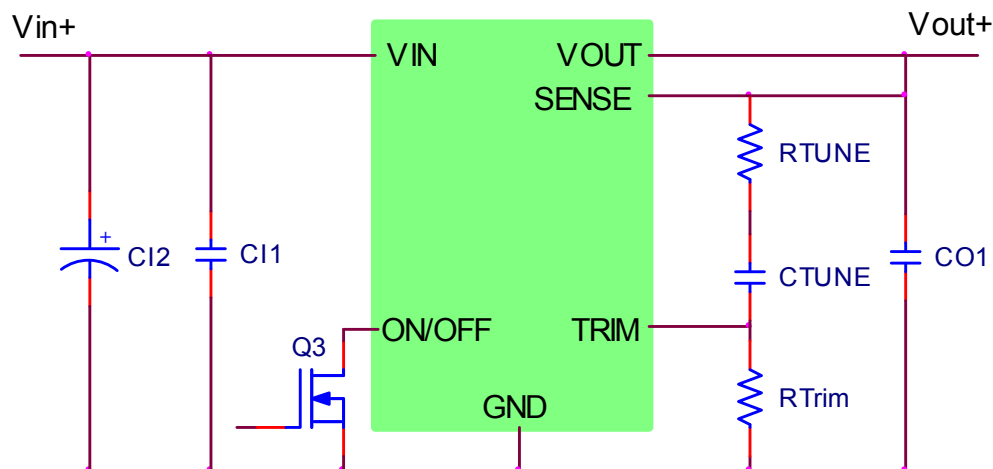 Vin+
Vout+
VIN
VOUT
SENSE
RTUNE
+
CI2
CI1
CTUNE
CO1
ON/OFF
TRIM
Q3
RTrim
GND